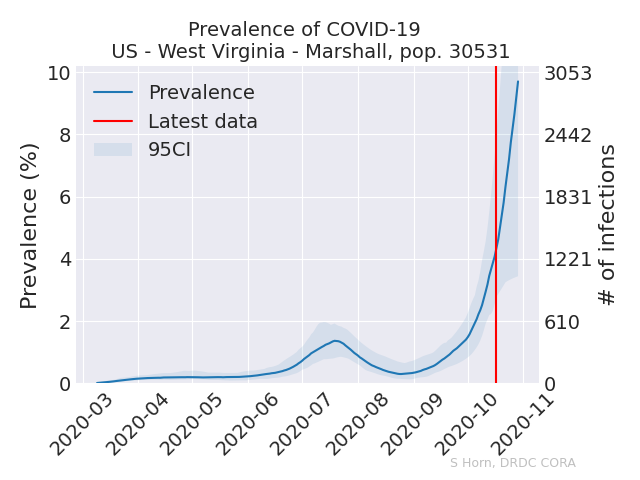 Prevalence of COVID-19
US - West Virginia - Marshall, pop. 30531
Prevalence
Latest data
95CI
Prevalence (%)
10
8
6
4
2
0
3053
2442
1831
1221
610
0
# of infections
2020-03
2020-04
2020-05
2020-06
2020-07
2020-08
2020-09
2020-10
2020-11
S Horn, DRDC CORA